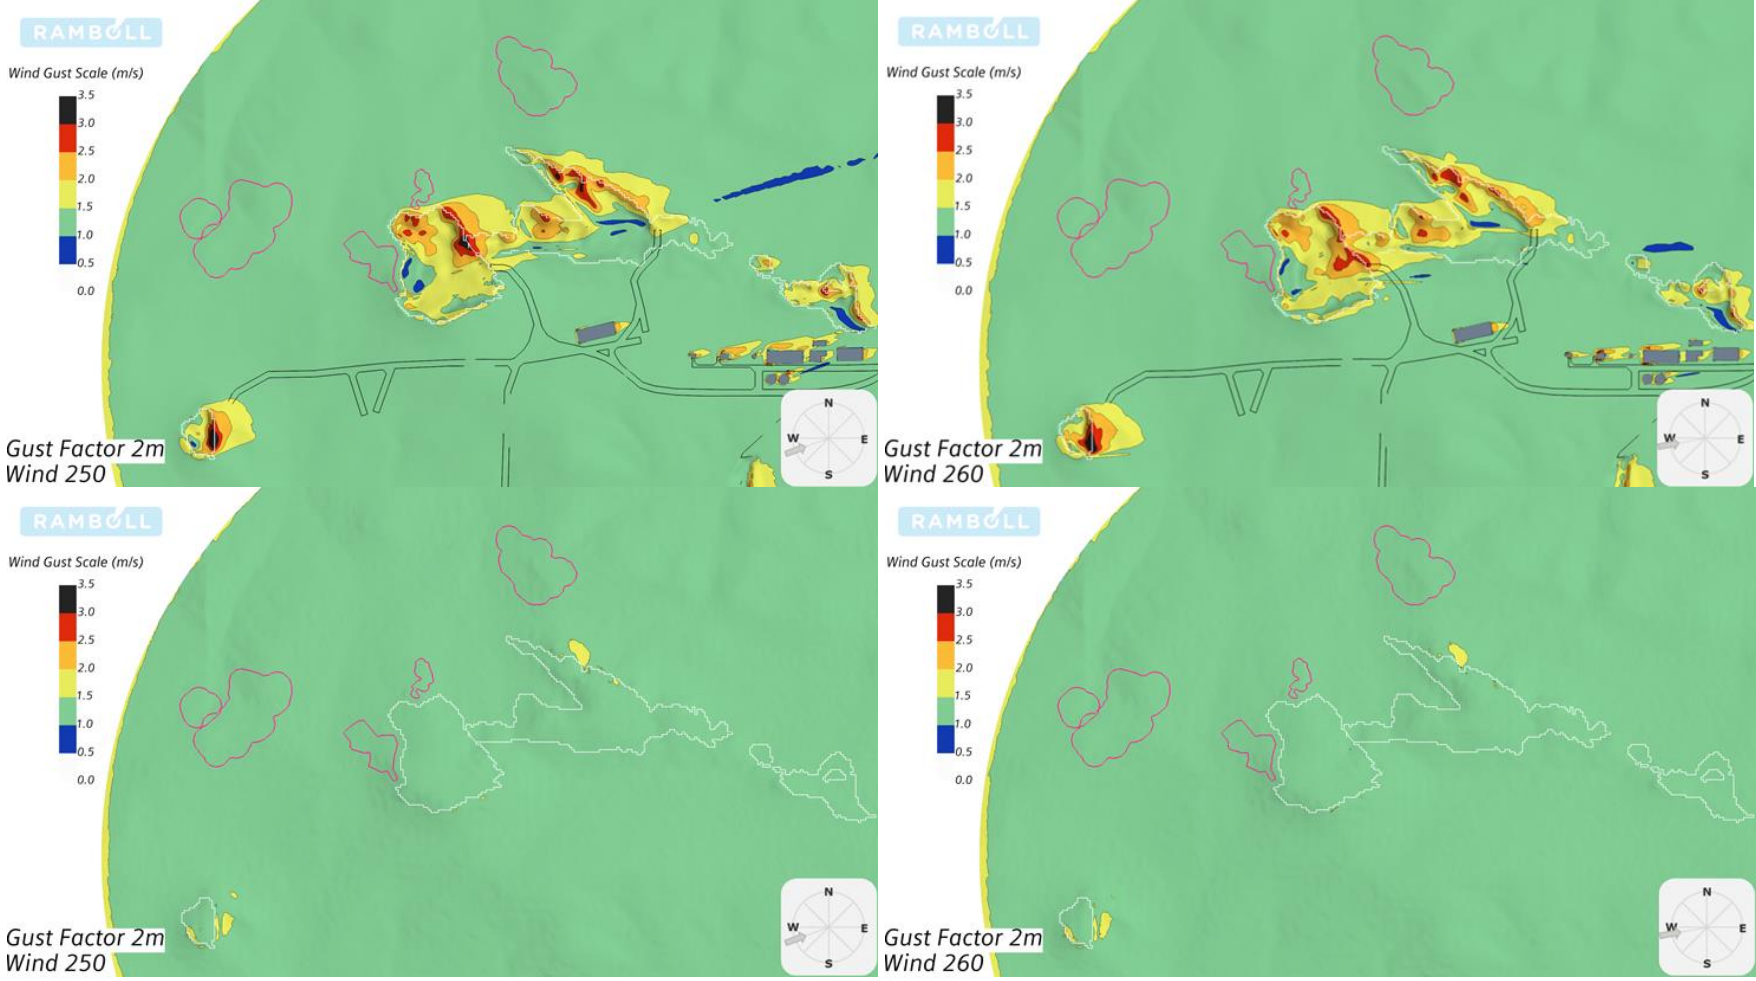 RAMBOLL
Wind Gust Scale (m/s)
3.5
3.0
2.5
2.0
1.5
1.0
0.5
0.0
N
W E
S
Gust Factor 2m
Wind 250
RAMBOLL
Wind Gust Scale (m/s)
3.5
3.0
2.5
2.0
1.5
1.0
0.5
0.0
N
W E
S
Gust Factor 2m
Wind 260
RAMBOLL
Wind Gust Scale (m/s)
3.5
3.0
2.5
2.0
1.5
1.0
0.5
0.0
N
W E
S
Gust Factor 2m
Wind 250
RAMBOLL
Wind Gust Scale (m/s)
3.5
3.0
2.5
2.0
1.5
1.0
0.5
0.0
N
W E
S
Gust Factor 2m
Wind 260